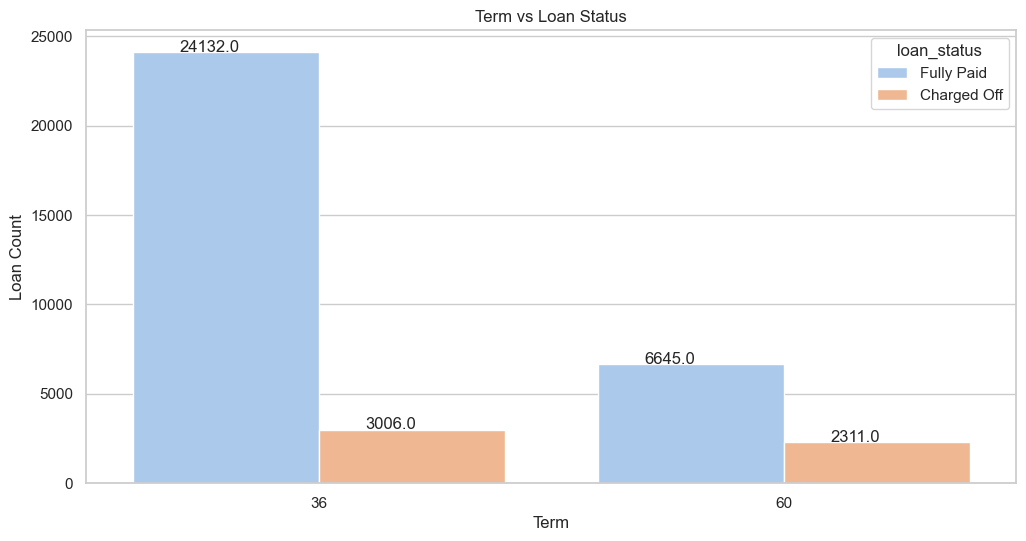 Term vs Loan Status
25000
20000
15000
10000
5000
0
Loan Count
24132.0
3006.0
6645.0
2311.0
loan_status
Fully Paid
Charged Off
36
60
Term